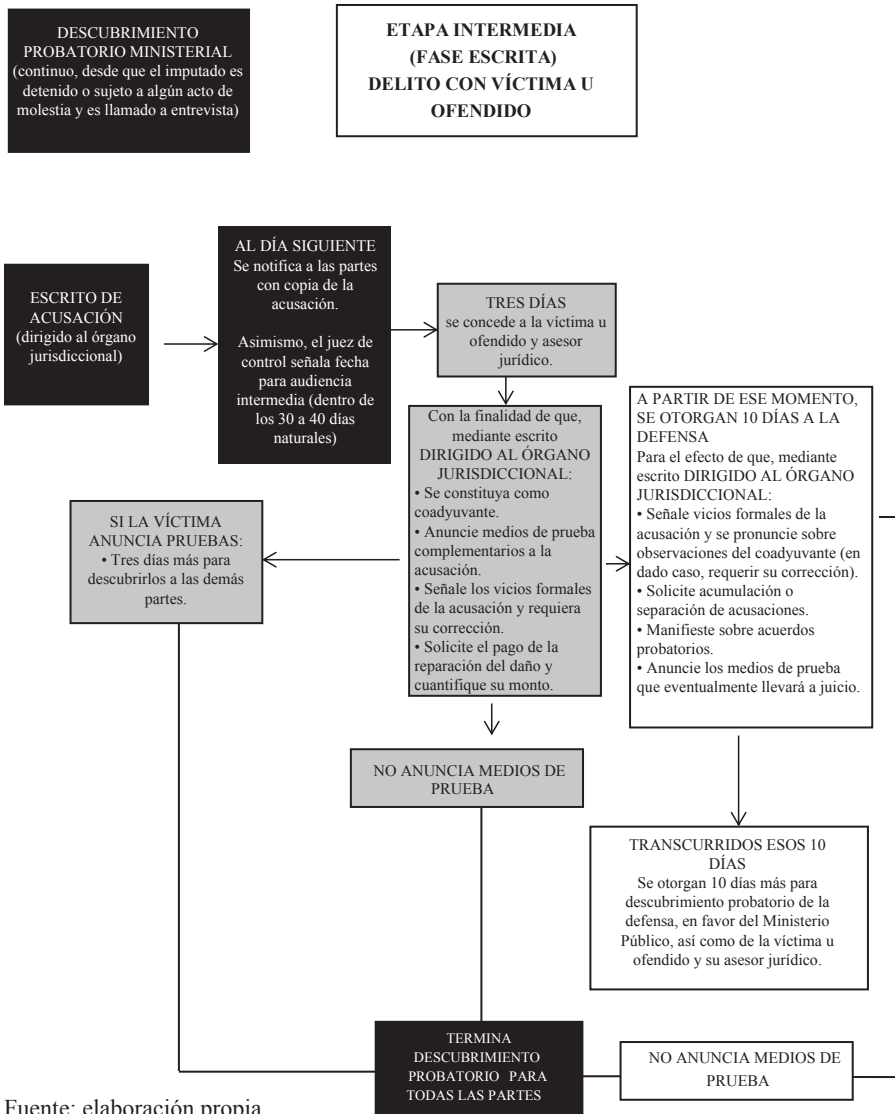 DESCUBRIMIENTO
PROBATORIO MINISTERIAL
(continuo, desde que el imputado es
detenido o sujeto a algún acto de
molestia y es llamado a entrevista)
ETAPA INTERMEDIA
(FASE ESCRITA)
DELITO CON VÍCTIMA U
OFENDIDO
ESCRITO DE
ACUSACIÓN
(dirigido al órgano
jurisdiccional)
AL DÍA SIGUIENTE
Se notifica a las partes
con copia de la
acusación.
Asimismo, el juez de
control señala fecha
para audiencia
intermedia (dentro de
los 30 a 40 días
naturales)
TRES DÍAS
se concede a la víctima u
ofendido y asesor
jurídico.
Con la finalidad de que,
mediante escrito
DIRIGIDO AL ÓRGANO
JURISDICCIONAL:
• Se constituya como
coadyuvante.
• Anuncie medios de
prueba
complementarios a la
acusación.
• Señale los vicios formales
de la acusación y requiera
su corrección.
• Solicite el pago de la
reparación del daño y
cuantifique su monto.
A PARTIR DE ESE MOMENTO,
SE OTORGAN 10 DÍAS A LA
DEFENSA
Para el efecto de que, mediante
escrito DIRIGIDO AL ÓRGANO
JURISDICCIONAL:
• Señale vicios formales de la
acusación y se pronuncie sobre
observaciones del coadyuvante (en
dado caso, requerir su corrección).
• Solicite acumulación o
separación de acusaciones.
• Manifieste sobre acuerdos
probatorios.
• Anuncie los medios de prueba
que eventualmente llevará a juicio.
SI LA VÍCTIMA
ANUNCIA PRUEBAS:
• Tres días más para
descubrirlos a las demás
partes.
NO ANUNCIA MEDIOS DE
PRUEBA
TRANSCURRIDOS ESOS 10
DÍAS
Se otorgan 10 días más para
descubrimiento probatorio de la
defensa, en favor del Ministerio
Público, así como de la víctima u
ofendido y su asesor jurídico.
TERMINA
DESCUBRIMIENTO
PROBATORIO PARA
TODAS LAS PARTES
NO ANUNCIA MEDIOS DE
PRUEBA
Fuente: elaboración propia